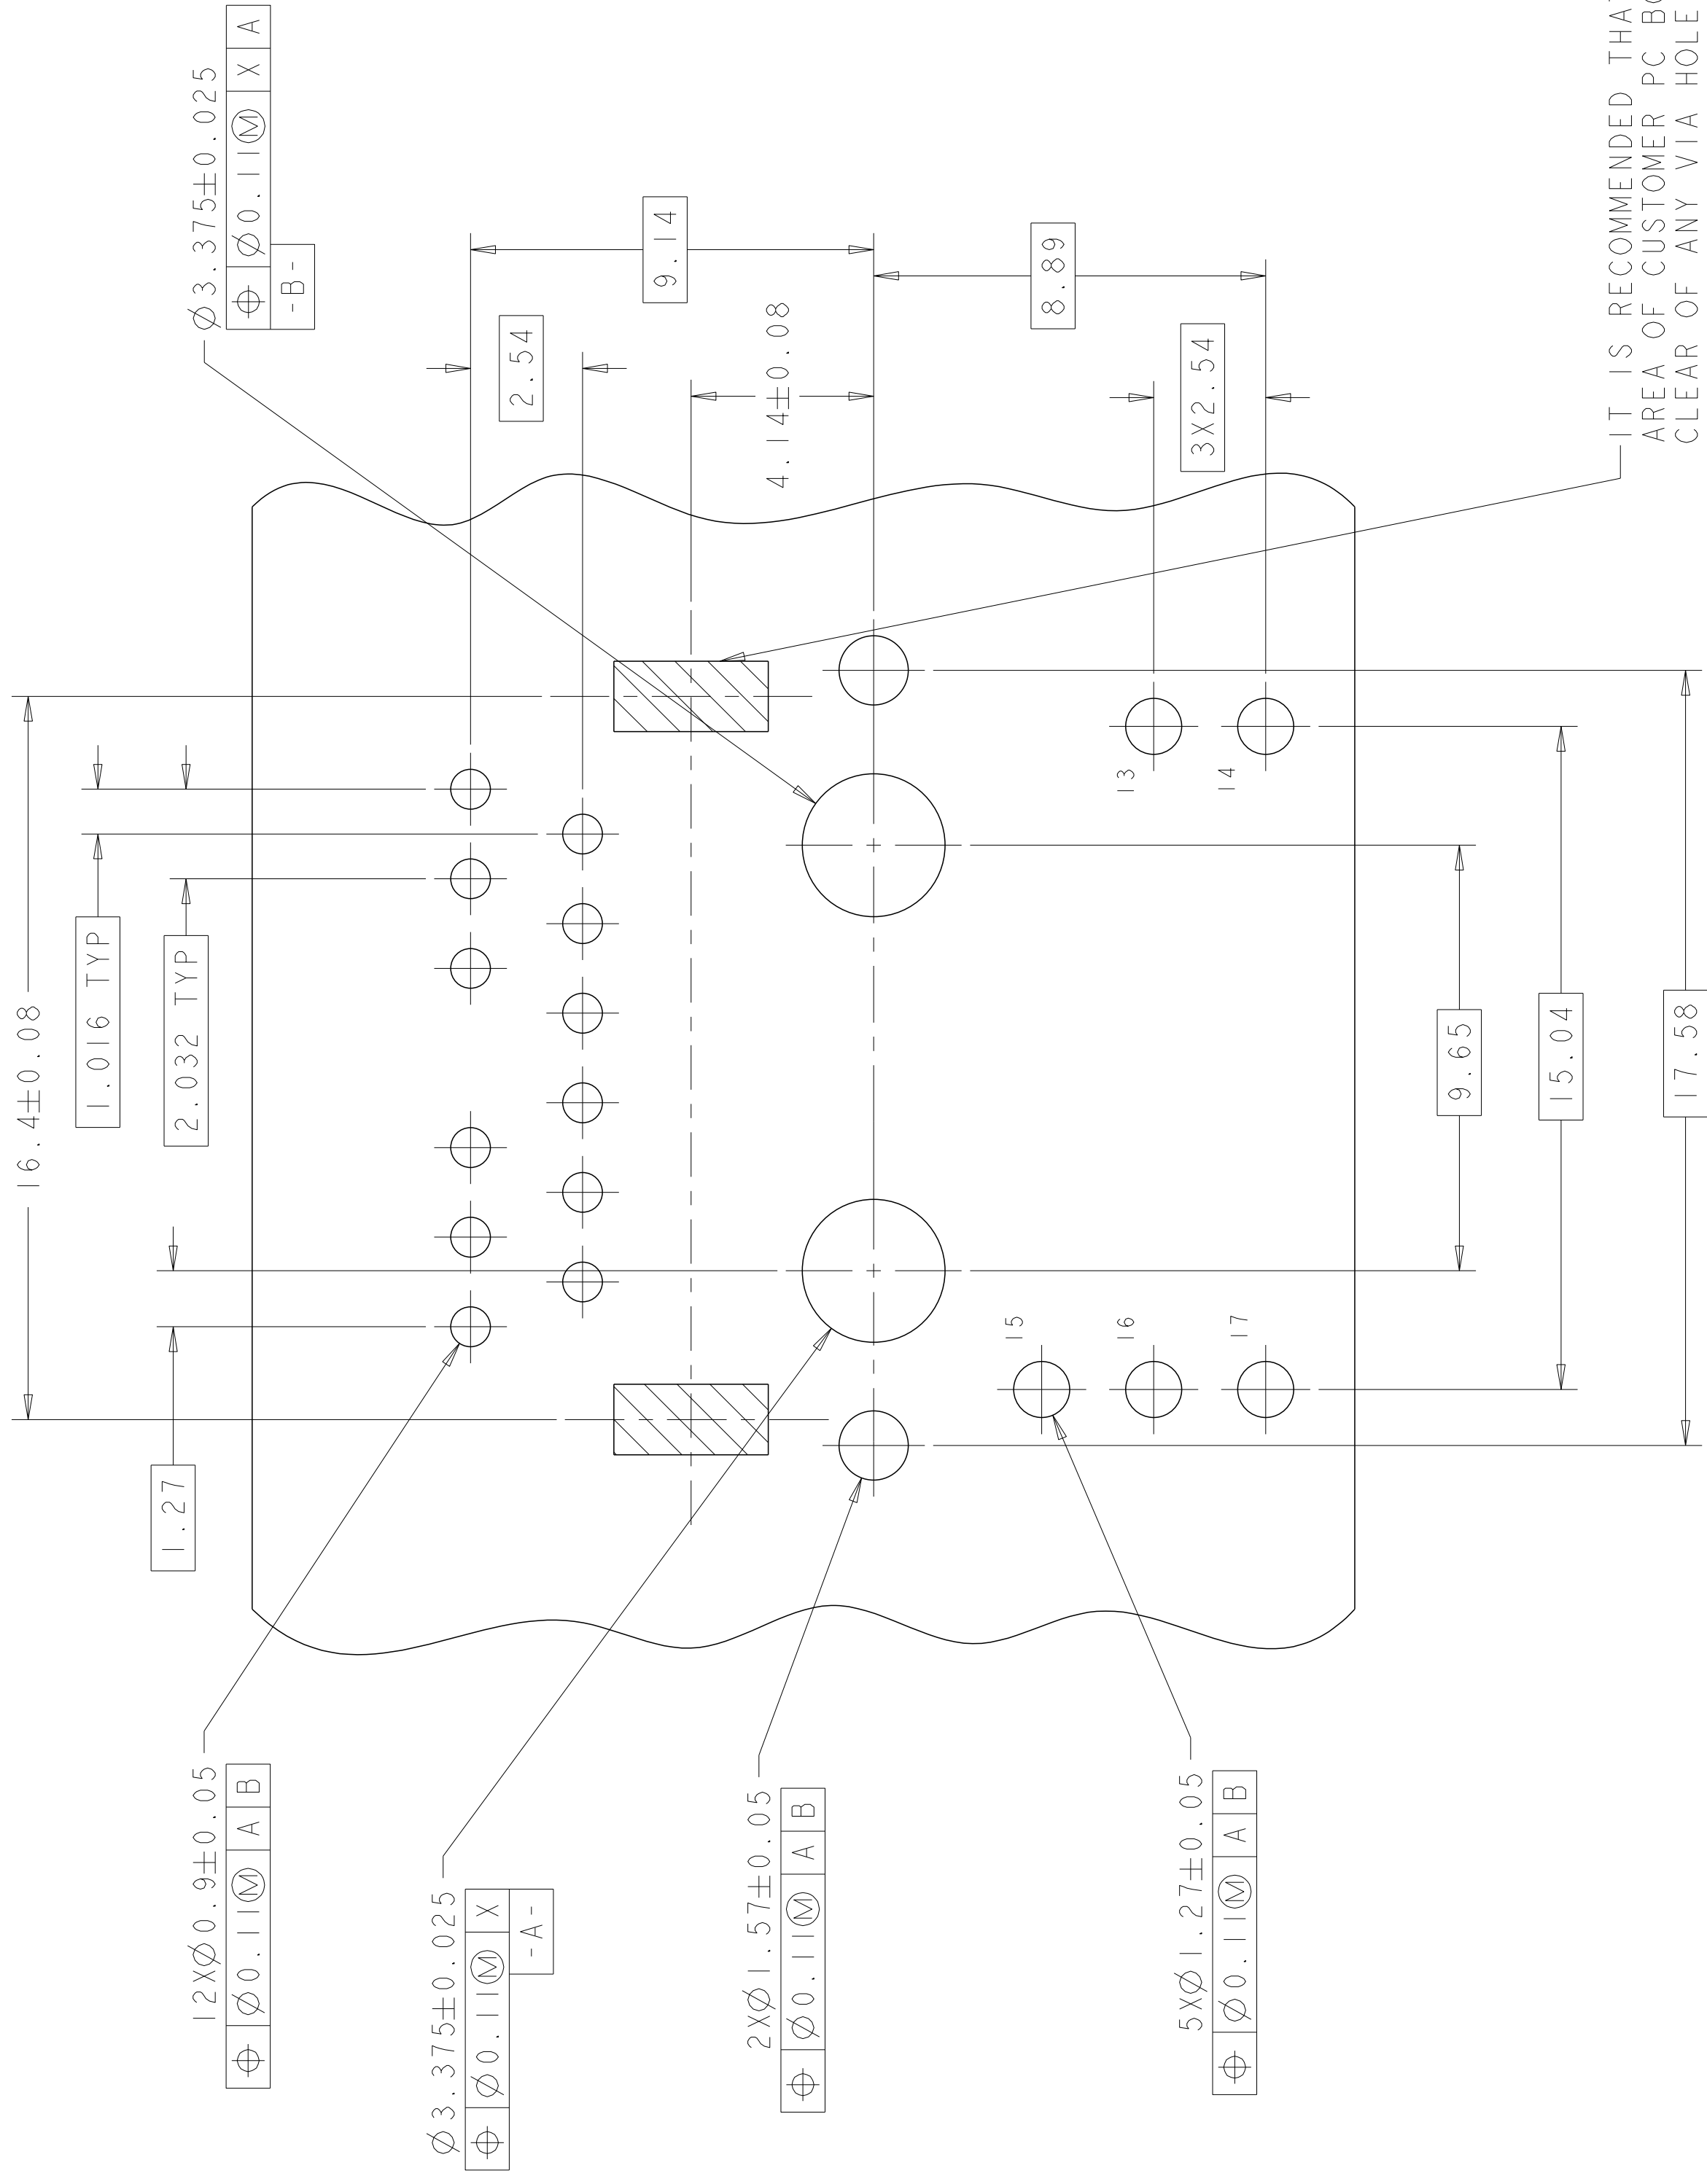 16.4±0.08
1.016 TYP
2.032 TYP
1.27
Ø3.375±0.025
Ø0.11Ⓜ X A
-B-
9.14
2.54
4.14±0.08
8.89
3X2.54
12XØ0.9±0.05
Ø0.11Ⓜ A B
Ø3.375±0.025
Ø0.11Ⓜ X
-A-
2XØ1.57±0.05
Ø0.11Ⓜ A B
5XØ1.27±0.05
Ø0.11Ⓜ A B
13
14
15
16
17
9.65
15.04
17.58
IT IS RECOMMENDED THA
AREA OF CUSTOMER PC BO
CLEAR OF ANY VIA HOLE